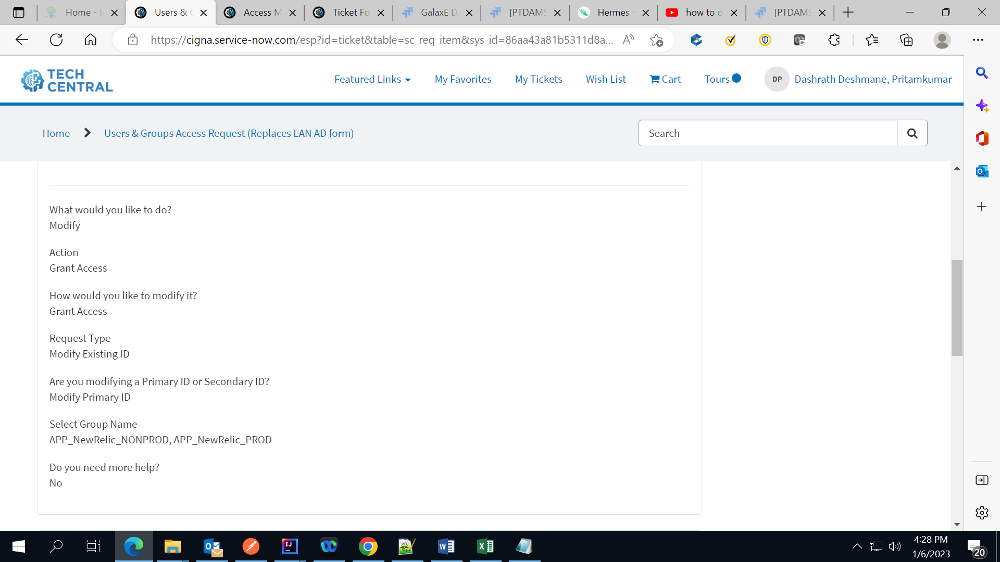 Home - I
Users & G
Access M
Ticket Fo
GalaxE D
[PTDAMS
Hermes -
how to o
[PTDAMS
https://cigna.service-now.com/esp?id=ticket&table=sc_req_item&sys_id=86aa43a81b5311d8a...
TECH
CENTRAL
Featured Links
My Favorites
My Tickets
Wish List
Cart
Tours
DP
Dashrath Deshmane, Pritamkumar
Home
Users & Groups Access Request (Replaces LAN AD form)
Search
What would you like to do?
Modify
Action
Grant Access
How would you like to modify it?
Grant Access
Request Type
Modify Existing ID
Are you modifying a Primary ID or Secondary ID?
Modify Primary ID
Select Group Name
APP_NewRelic_NONPROD, APP_NewRelic_PROD
Do you need more help?
No
4:28 PM
1/6/2023
20